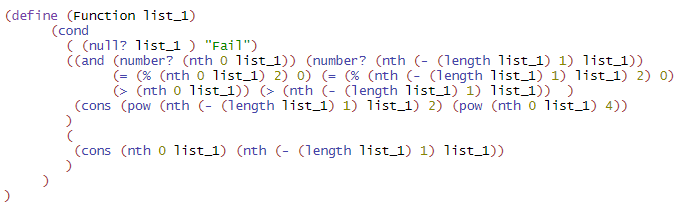 (define (Function list_1)
(cond
( (null? list_1 ) "Fail")
((and (number? (nth 0 list_1)) (number? (nth (- (length list_1) 1) list_1))
(= (% (nth 0 list_1) 2) 0) (= (% (nth (- (length list_1) 1) list_1) 2) 0)
(> (nth 0 list_1)) (> (nth (- (length list_1) 1) list_1)) )
(cons (pow (nth (- (length list_1) 1) list_1) 2) (pow (nth 0 list_1) 4))
)
(
(cons (nth 0 list_1) (nth (- (length list_1) 1) list_1))
)
)
)